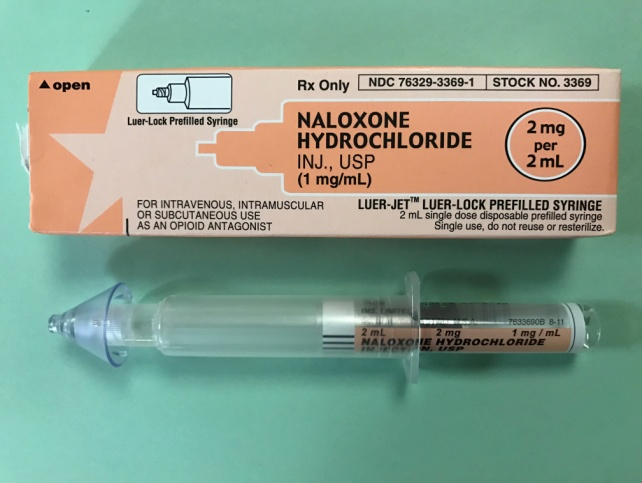 ▲open
Rx Only NDC 76329-3369-1 STOCK NO. 3369
Luer-Lock Prefilled Syringe
NALOXONE
HYDROCHLORIDE
INJ., USP
(1 mg/mL)
2 mg
per
2 mL
FOR INTRAVENOUS, INTRAMUSCULAR
OR SUBCUTANEOUS USE
AS AN OPIOID ANTAGONIST
LUER-JET™ LUER-LOCK PREFILLED SYRINGE
2 mL single dose disposable prefilled syringe
Single use, do not reuse or resterilize.
7633690B 8-11
2 mL 2 mg 1 mg / mL
NALOXONE HYDROCHLORIDE
INJECTION, USP